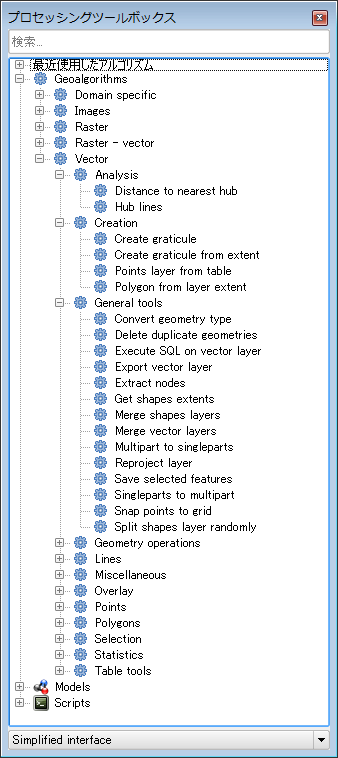 プロセッシングツールボックス
検索...
最近使用したアルゴリズム
Geoalgorithms
Domain specific
Images
Raster
Raster - vector
Vector
Analysis
Distance to nearest hub
Hub lines
Creation
Create graticule
Create graticule from extent
Points layer from table
Polygon from layer extent
General tools
Convert geometry type
Delete duplicate geometries
Execute SQL on vector layer
Export vector layer
Extract nodes
Get shapes extents
Merge shapes layers
Merge vector layers
Multipart to singleparts
Reproject layer
Save selected features
Singleparts to multipart
Snap points to grid
Split shapes layer randomly
Geometry operations
Lines
Miscellaneous
Overlay
Points
Polygons
Selection
Statistics
Table tools
Models
Scripts
Simplified interface